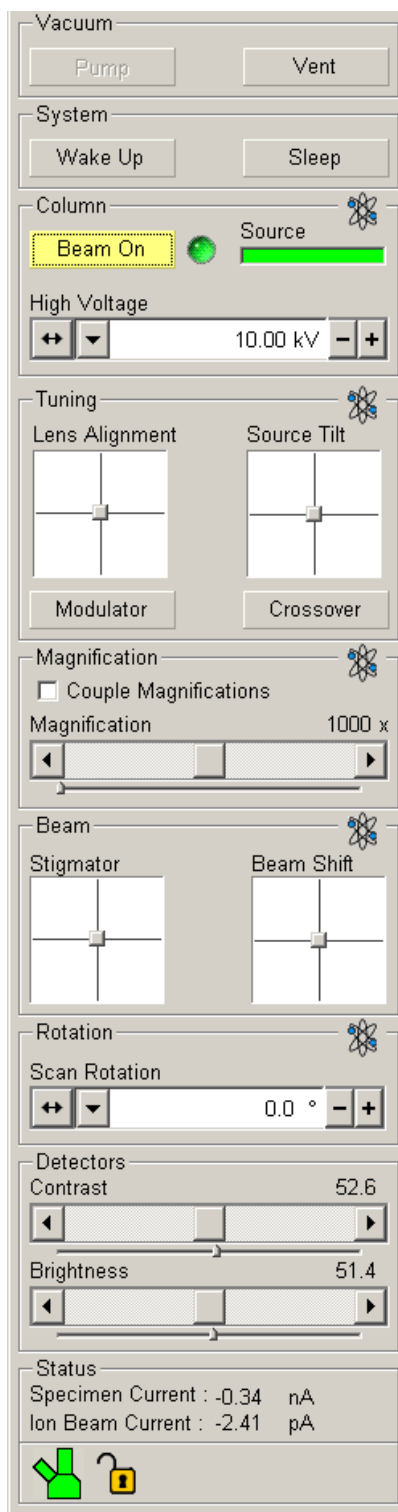 Vacuum
Pump Vent
System
Wake Up Sleep
Column
Source
Beam On
High Voltage
10.00 kV - +
Tuning
Lens Alignment Source Tilt
Modulator Crossover
Magnification
Couple Magnifications
Magnification 1000 x
Beam
Stigmator Beam Shift
Rotation
Scan Rotation
0.0 ° - +
Detectors
Contrast 52.6
Brightness 51.4
Status
Specimen Current : -0.34 nA
Ion Beam Current : -2.41 pA